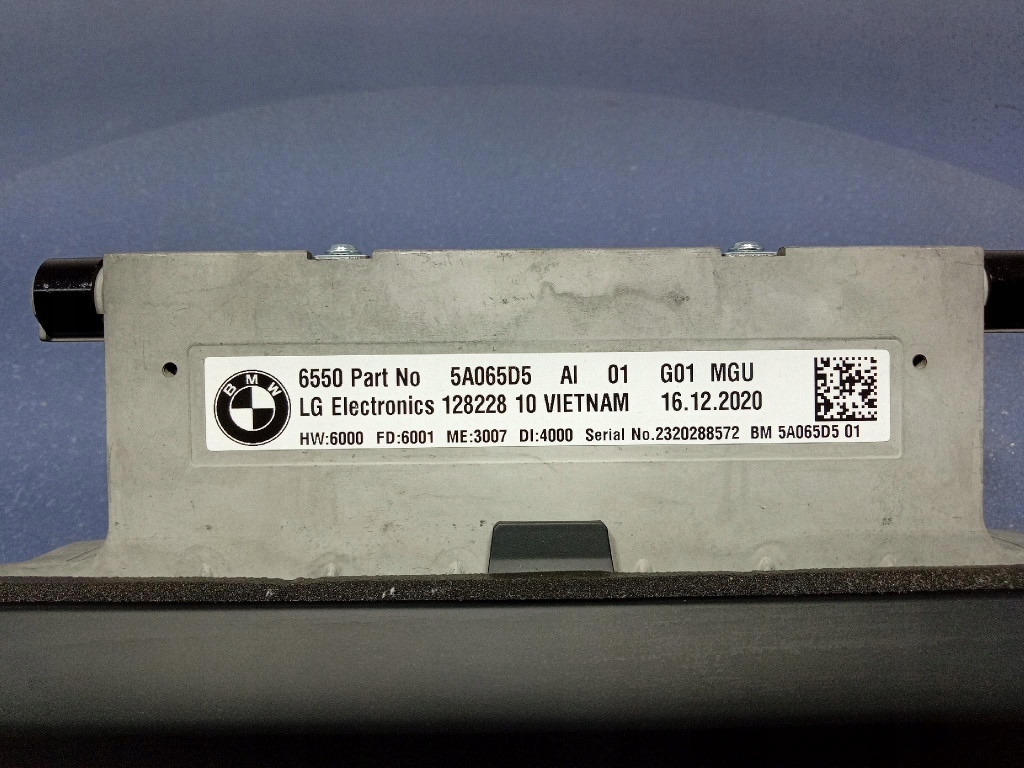 BMW
6550 Part No 5A065D5 AI 01 G01 MGU
LG Electronics 128228 10 VIETNAM 16.12.2020
HW:6000 FD:6001 ME:3007 DI:4000 Serial No.2320288572 BM 5A065D5 01